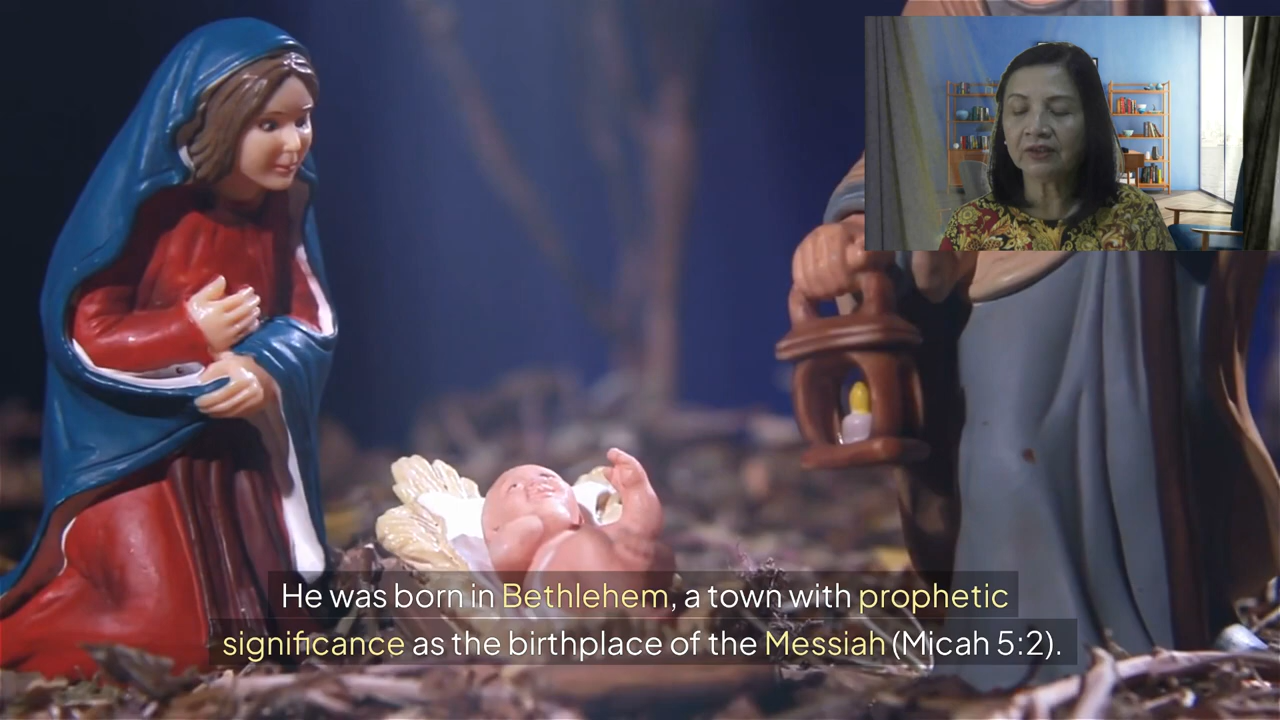 He was born in Bethlehem, a town with prophetic
significance as the birthplace of the Messiah (Micah 5:2).